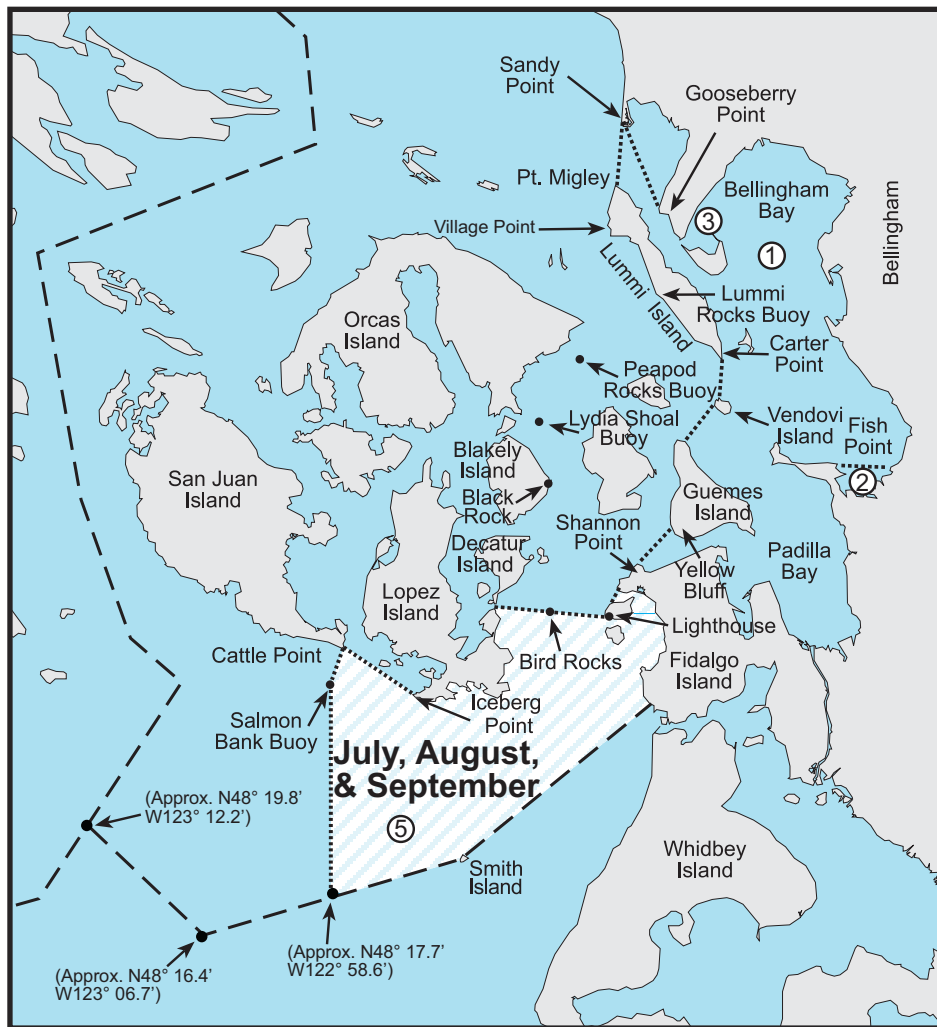 Sandy
Point
Gooseberry
Point
Pt. Migley
Bellingham
Bay
3
1
Bellingham
Village Point
Lummi Island
Lummi
Rocks Buoy
Orcas
Island
Carter
Point
Peapod
Rocks Buoy
Vendovi
Island
Fish
Point
Lydia Shoal
Buoy
Blakely
Island
San Juan
Island
Black
Rock
2
Guemes
Island
Shannon
Point
Decatur
Island
Yellow
Bluff
Padilla
Bay
Lopez
Island
Lighthouse
Cattle Point
Bird Rocks
Fidalgo
Island
Iceberg
Point
Salmon
Bank Buoy
July, August,
& September
5
(Approx. N48° 19.8'
W123° 12.2')
Smith
Island
Whidbey
Island
(Approx. N48° 17.7'
W122° 58.6')
(Approx. N48° 16.4'
W123° 06.7')